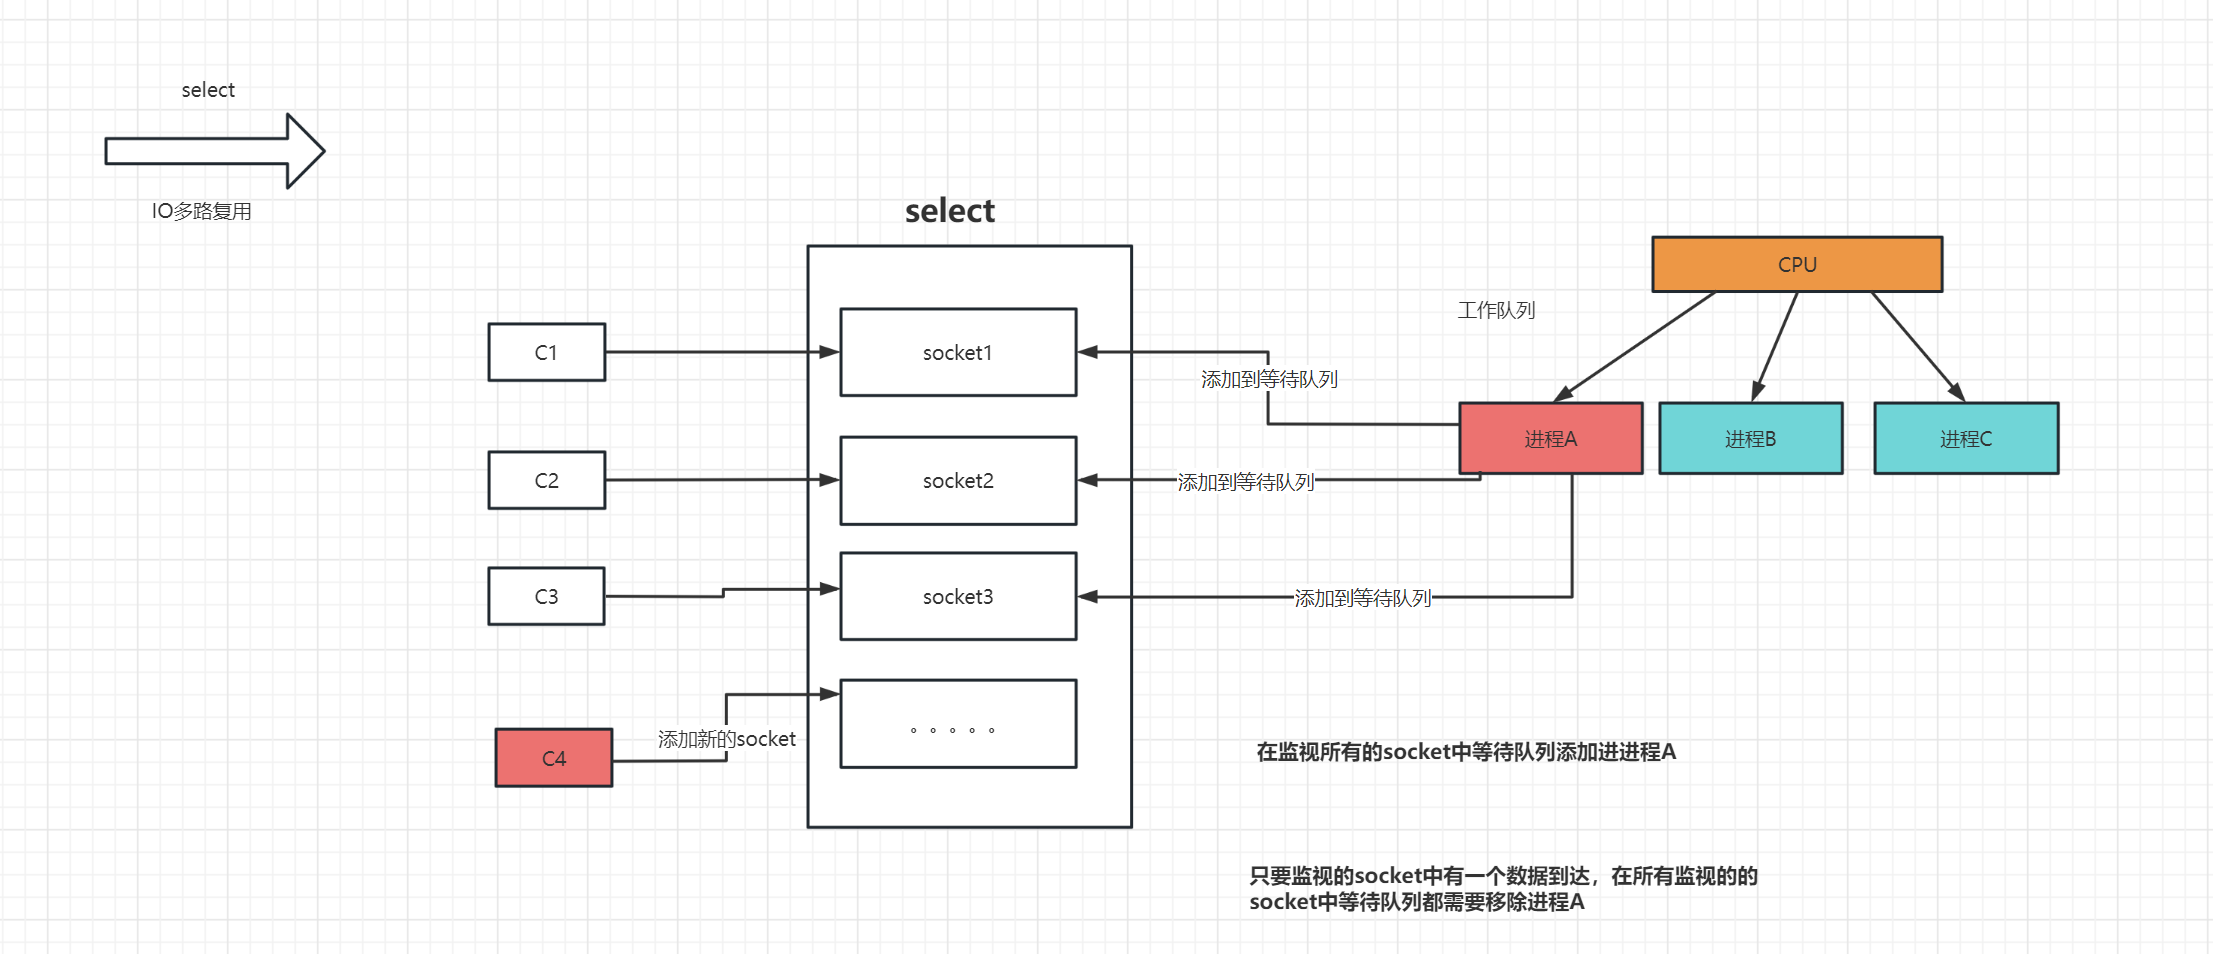 select
IO多路复用
select
CPU
工作队列
C1
socket1
添加到等待队列
进程A
进程B
进程C
C2
socket2
添加到等待队列
C3
socket3
添加到等待队列
C4
添加新的socket
。。。。。
在监视所有的socket中等待队列添加进进程A
只要监视的socket中有一个数据到达，在所有监视的的
socket中等待队列都需要移除进程A